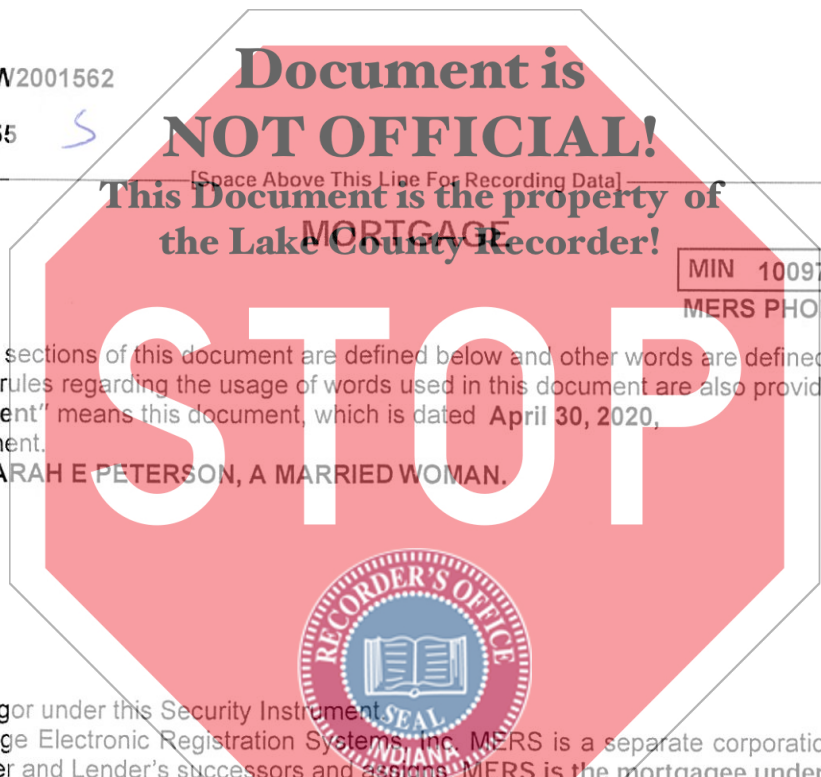 W2001562
Document is
55 S
NOT OFFICIAL!
[Space Above This Line For Recording Data]
This Document is the property of
MORTGAGE
the Lake County Recorder!
MIN 10097
MERS PHO
STOP
sections of this document are defined below and other words are defined
rules regarding the usage of words used in this document are also provid
ent" means this document, which is dated April 30, 2020,
ent.
ARAH E PETERSON, A MARRIED WOMAN.
RECORDER'S OFFICE
SEAL
INDIANA
gor under this Security Instrument.
ge Electronic Registration Systems, Inc. MERS is a separate corporatio
er and Lender's successors and assigns. MERS is the mortgagee under